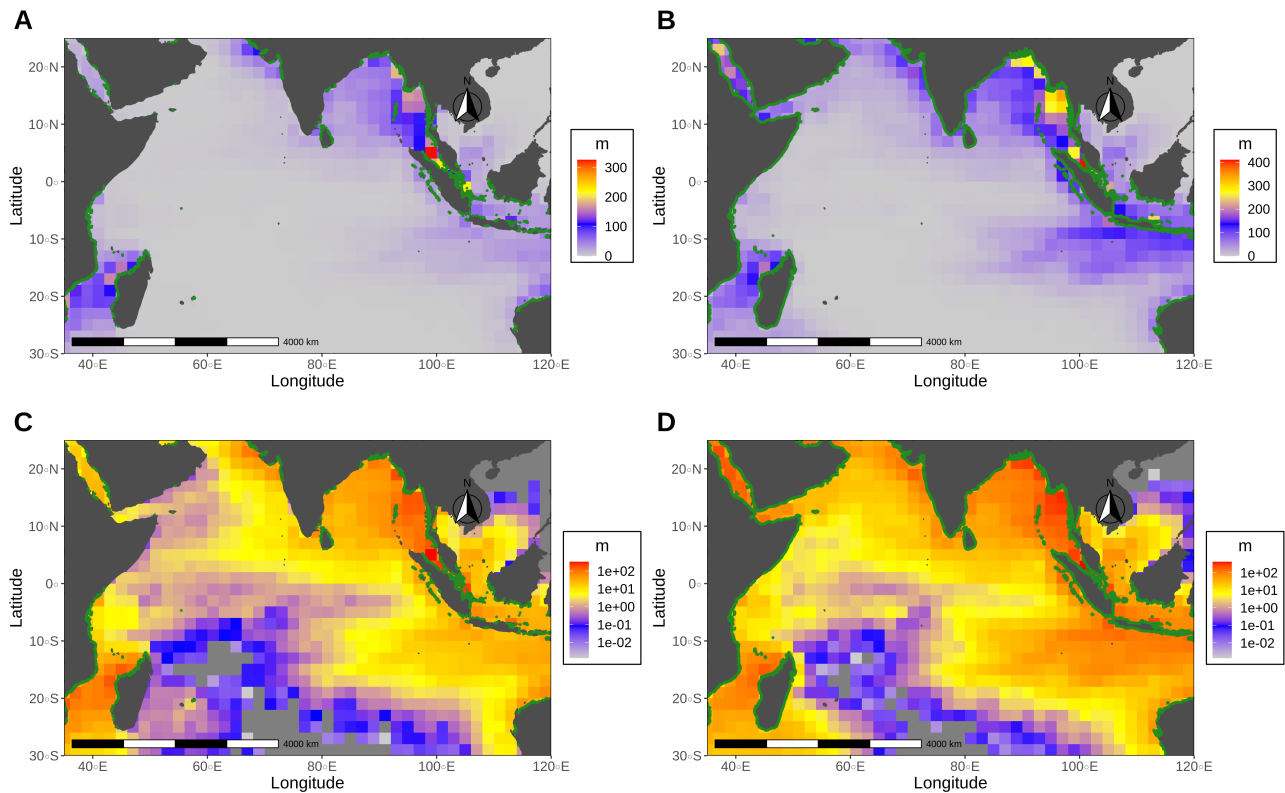 A
B
20○N
10○N
0○
10○S
20○S
30○S
Latitude
N
4000 km
40○E
60○E
80○E
100○E
120○E
Longitude
m
300
200
100
0
20○N
10○N
0○
10○S
20○S
30○S
Latitude
N
4000 km
40○E
60○E
80○E
100○E
120○E
Longitude
m
400
300
200
100
0
C
D
20○N
10○N
0○
10○S
20○S
30○S
Latitude
N
4000 km
40○E
60○E
80○E
100○E
120○E
Longitude
m
1e+02
1e+01
1e+00
1e-01
1e-02
20○N
10○N
0○
10○S
20○S
30○S
Latitude
N
4000 km
40○E
60○E
80○E
100○E
120○E
Longitude
m
1e+02
1e+01
1e+00
1e-01
1e-02